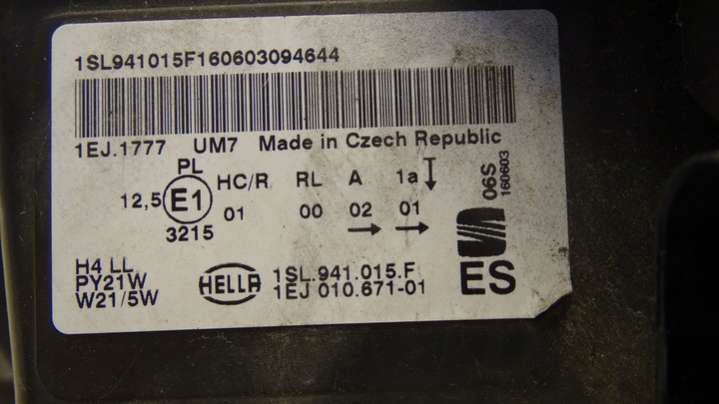 1SL941015F160603094644
1EJ.1777 UM7 Made in Czech Republic
PL
12,5 E1 HC/R RL A 1a
01 00 02 01
3215
06S
160603
H4 LL
PY21W
W21/5W
HELLA
1SL.941.015.F
1EJ 010.671-01
ES